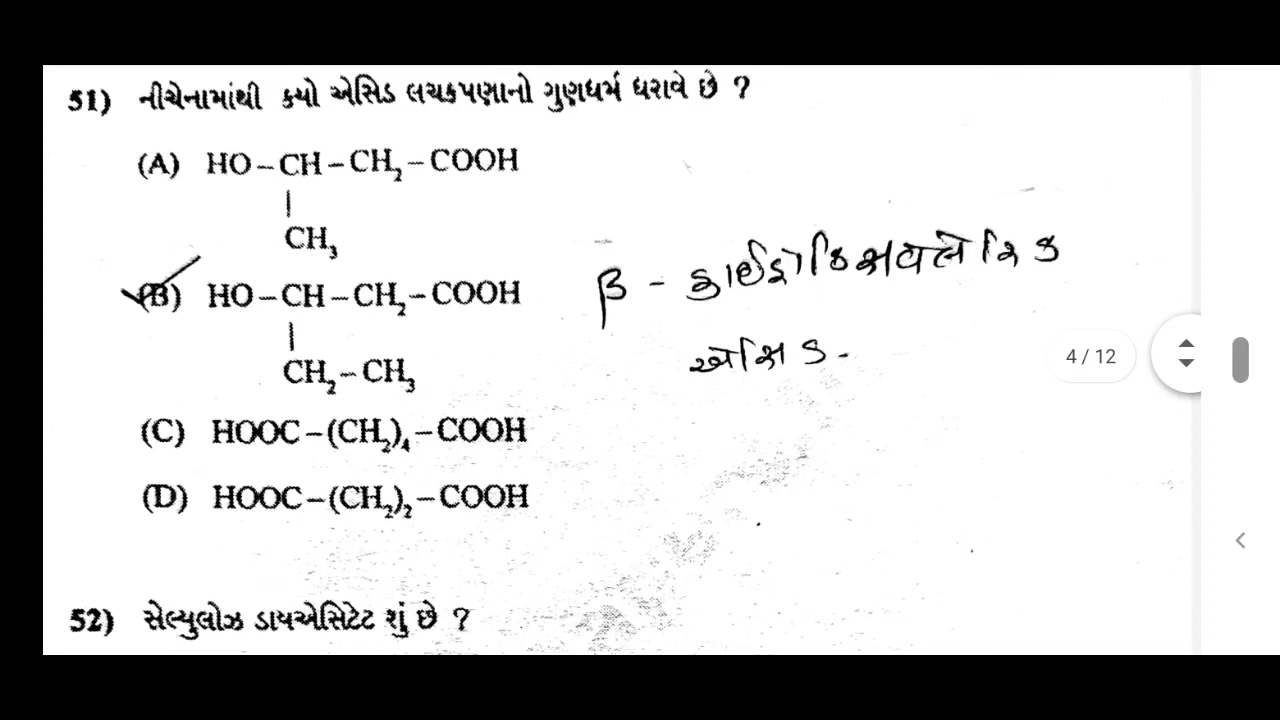 51) નીચેનામાંથી કયો એસિડ લચકપણાનો ગુણધર્મ ધરાવે છે ?
(A) HO–CH–CH₂–COOH
|
CH₃
(B) HO–CH–CH₂–COOH
|
CH₂–CH₃
β - હાઈડ્રોક્સિવેલેરિક
એસિડ.
4 / 12
(C) HOOC–(CH₂)₄–COOH
(D) HOOC–(CH₂)₂–COOH
52) સેલ્યુલોઝ ડાયએસિટેટ શું છે ?